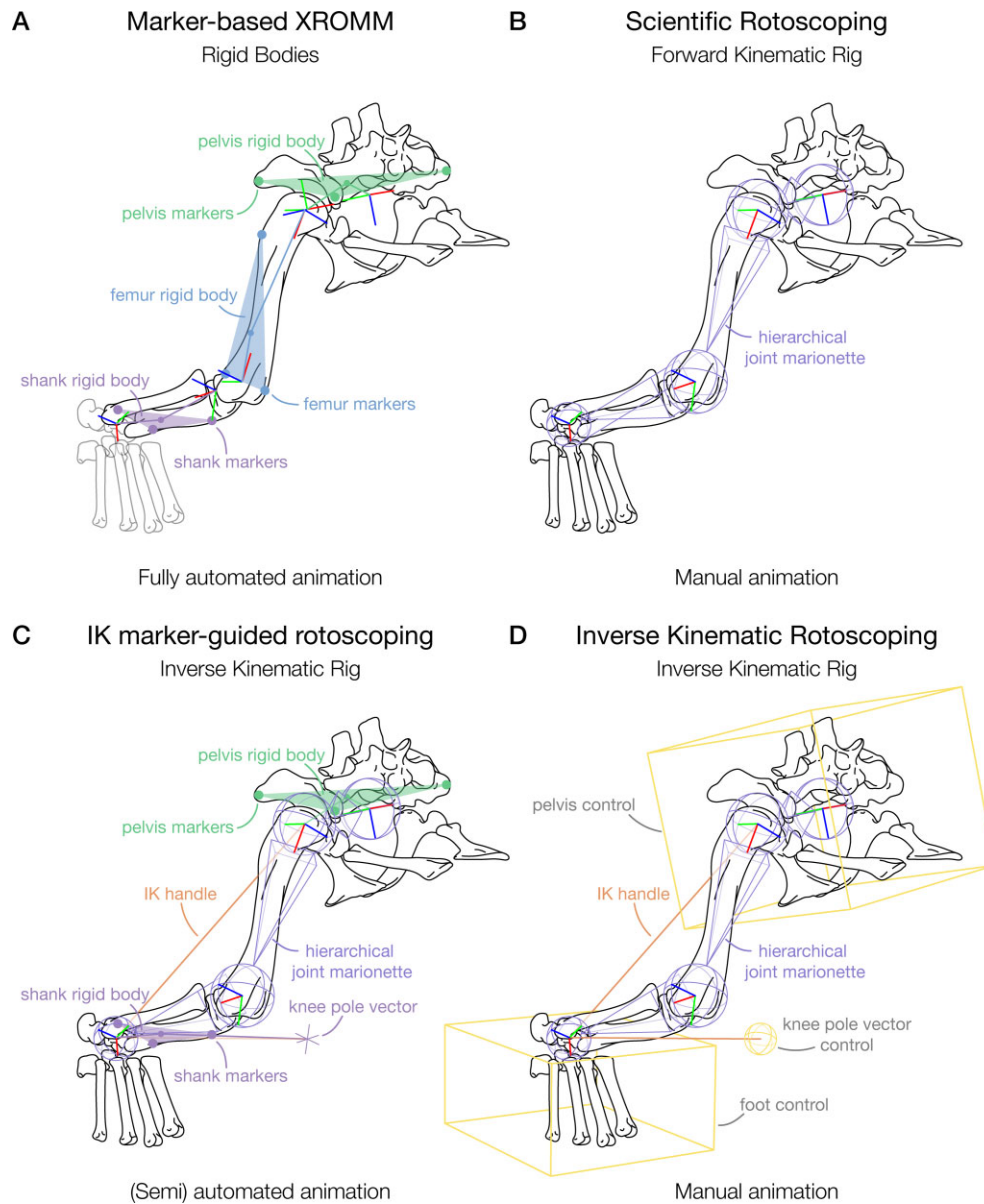 A Marker-based XROMM
Rigid Bodies
pelvis rigid body
pelvis markers
femur rigid body
shank rigid body
femur markers
shank markers
Fully automated animation
B Scientific Rotoscoping
Forward Kinematic Rig
hierarchical
joint marionette
Manual animation
C IK marker-guided rotoscoping
Inverse Kinematic Rig
pelvis rigid body
pelvis markers
IK handle
hierarchical
joint marionette
shank rigid body
knee pole vector
shank markers
(Semi) automated animation
D Inverse Kinematic Rotoscoping
Inverse Kinematic Rig
pelvis control
IK handle
hierarchical
joint marionette
knee pole vector
control
foot control
Manual animation